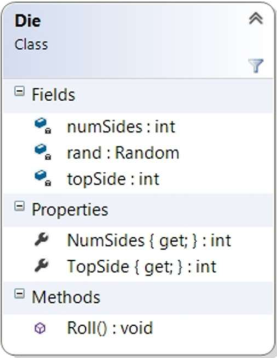 Die
Class
Fields
numSides : int
rand : Random
topSide : int
Properties
NumSides { get; } : int
TopSide { get; } : int
Methods
Roll() : void